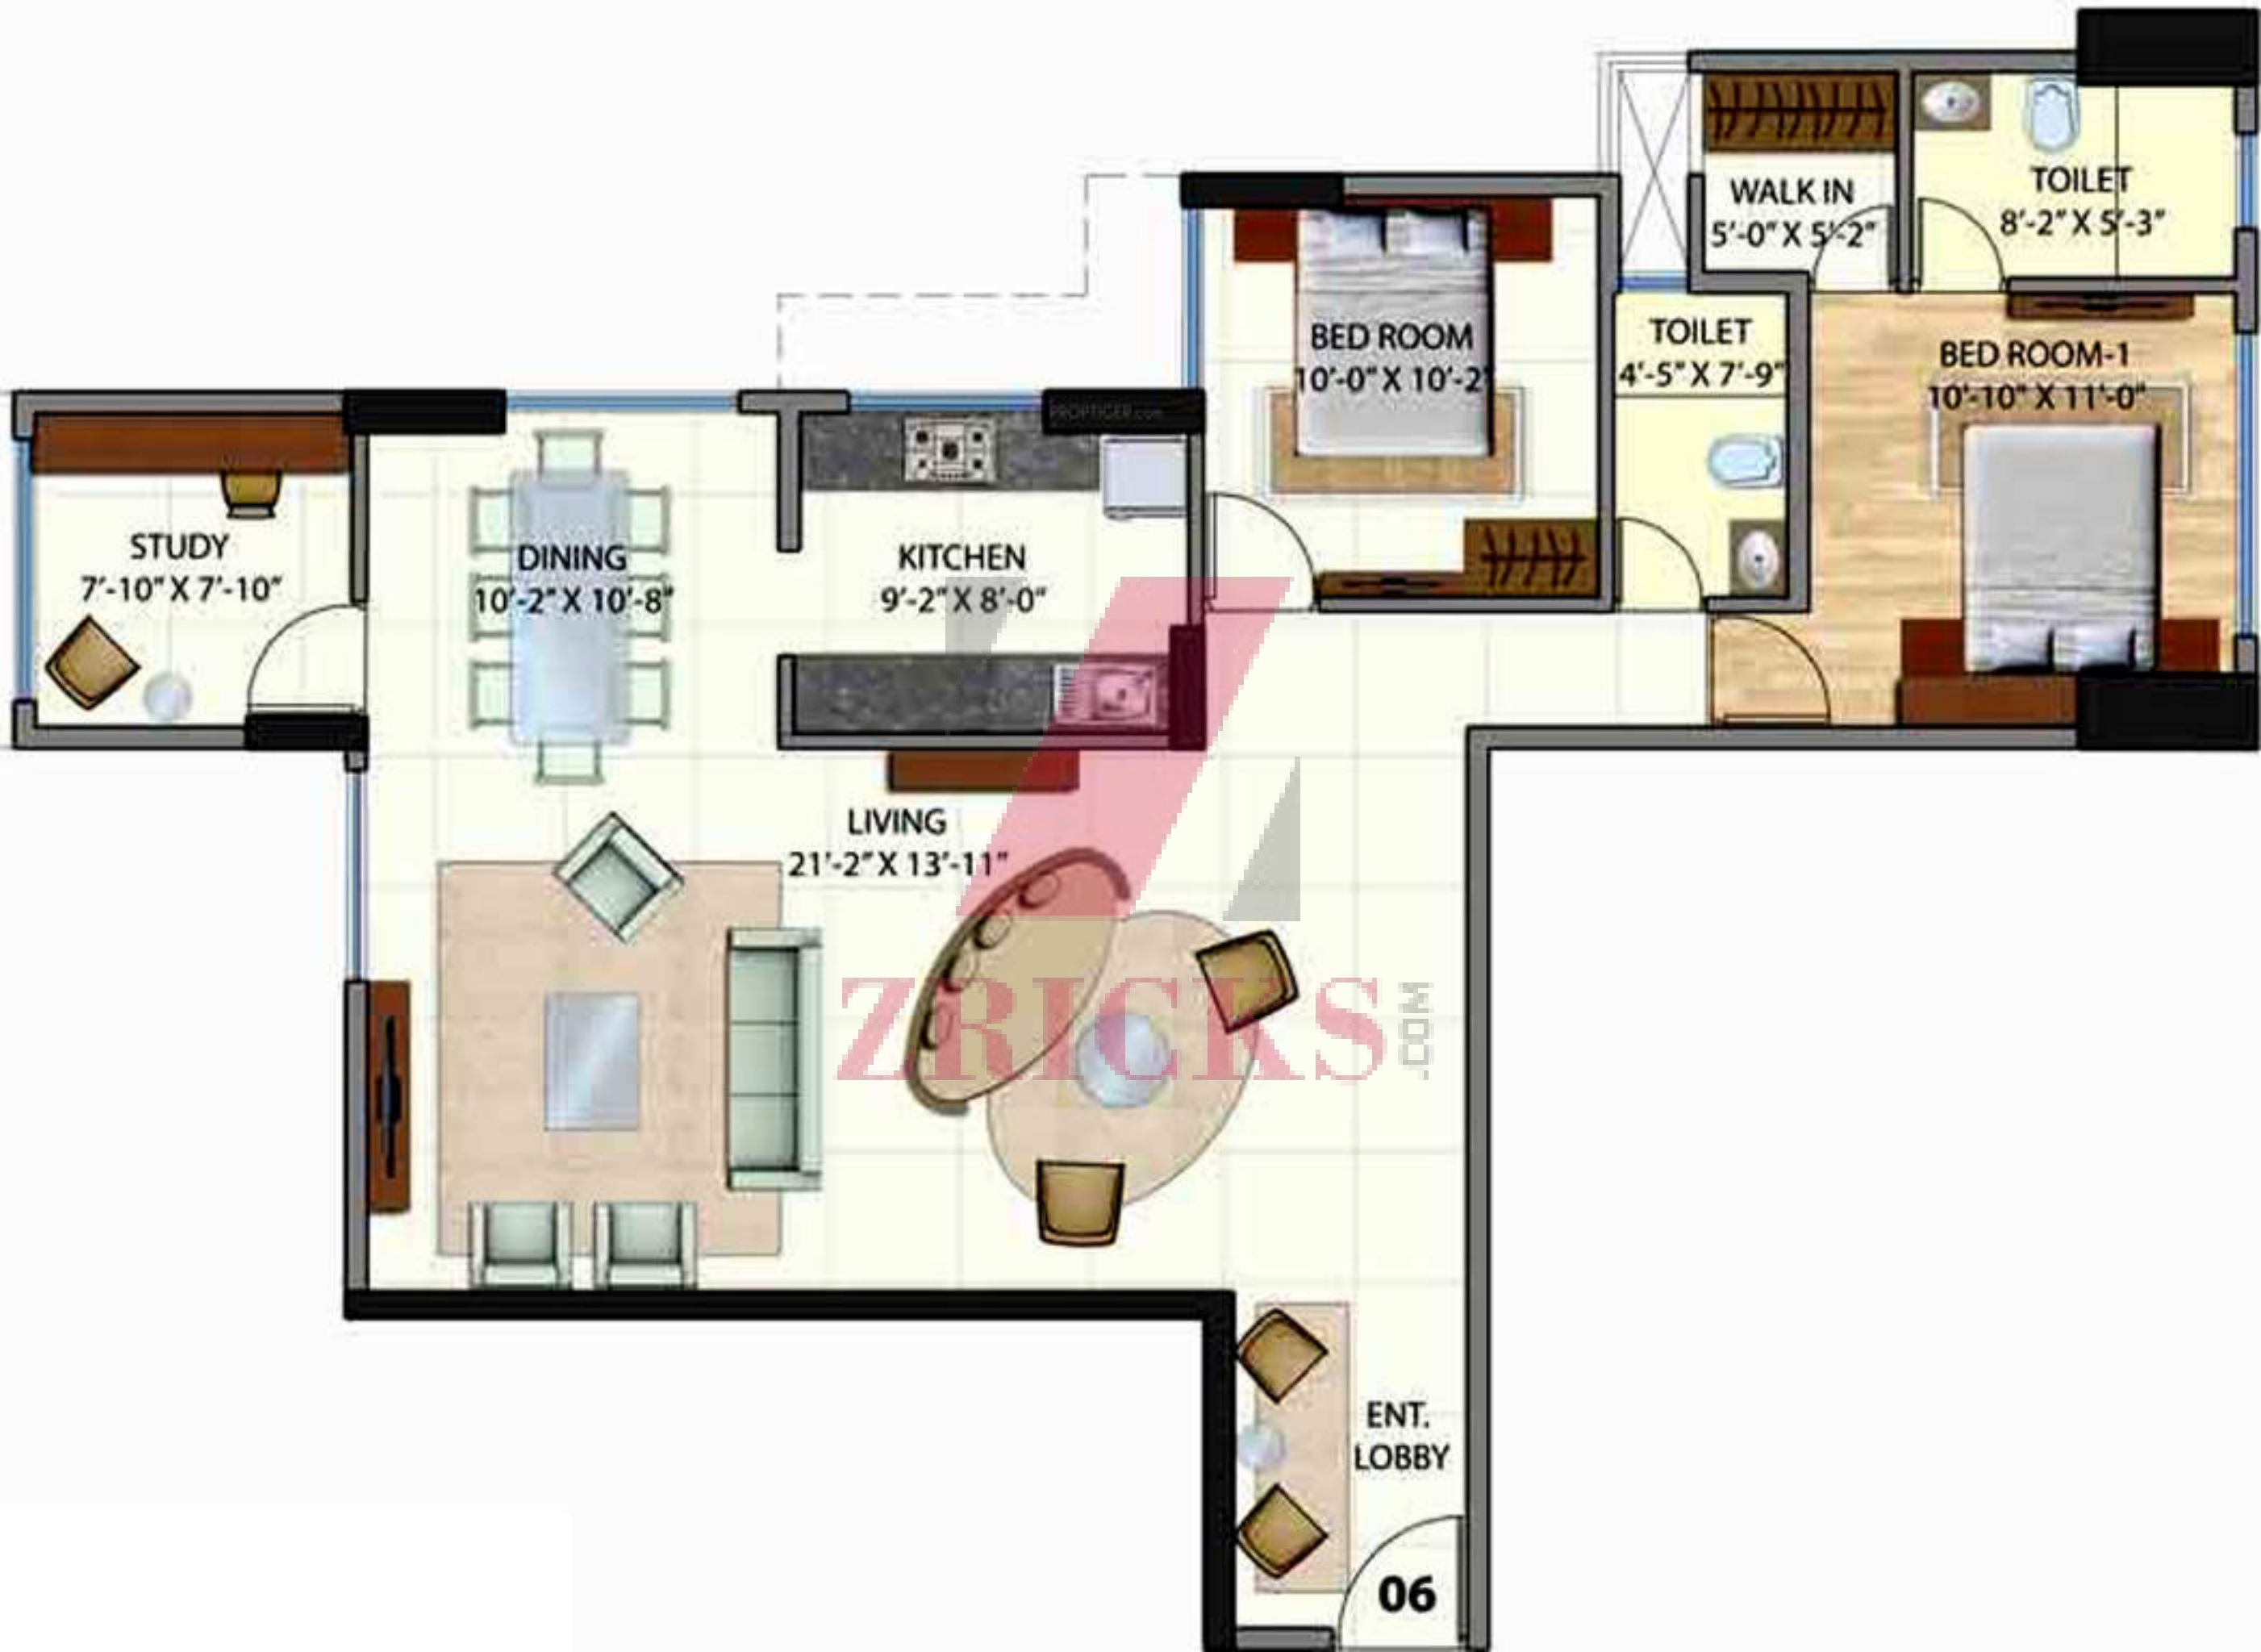 WALK IN
5'-0" X 5'-2"
TOILET
8'-2" X 5'-3"
BED ROOM
10'-0" X 10'-2"
TOILET
4'-5" X 7'-9"
BED ROOM-1
10'-10" X 11'-0"
PROPTIGER.com
STUDY
7'-10" X 7'-10"
DINING
10'-2" X 10'-8"
KITCHEN
9'-2" X 8'-0"
LIVING
21'-2" X 13'-11"
ZRICKS.COM
ENT.
LOBBY
06